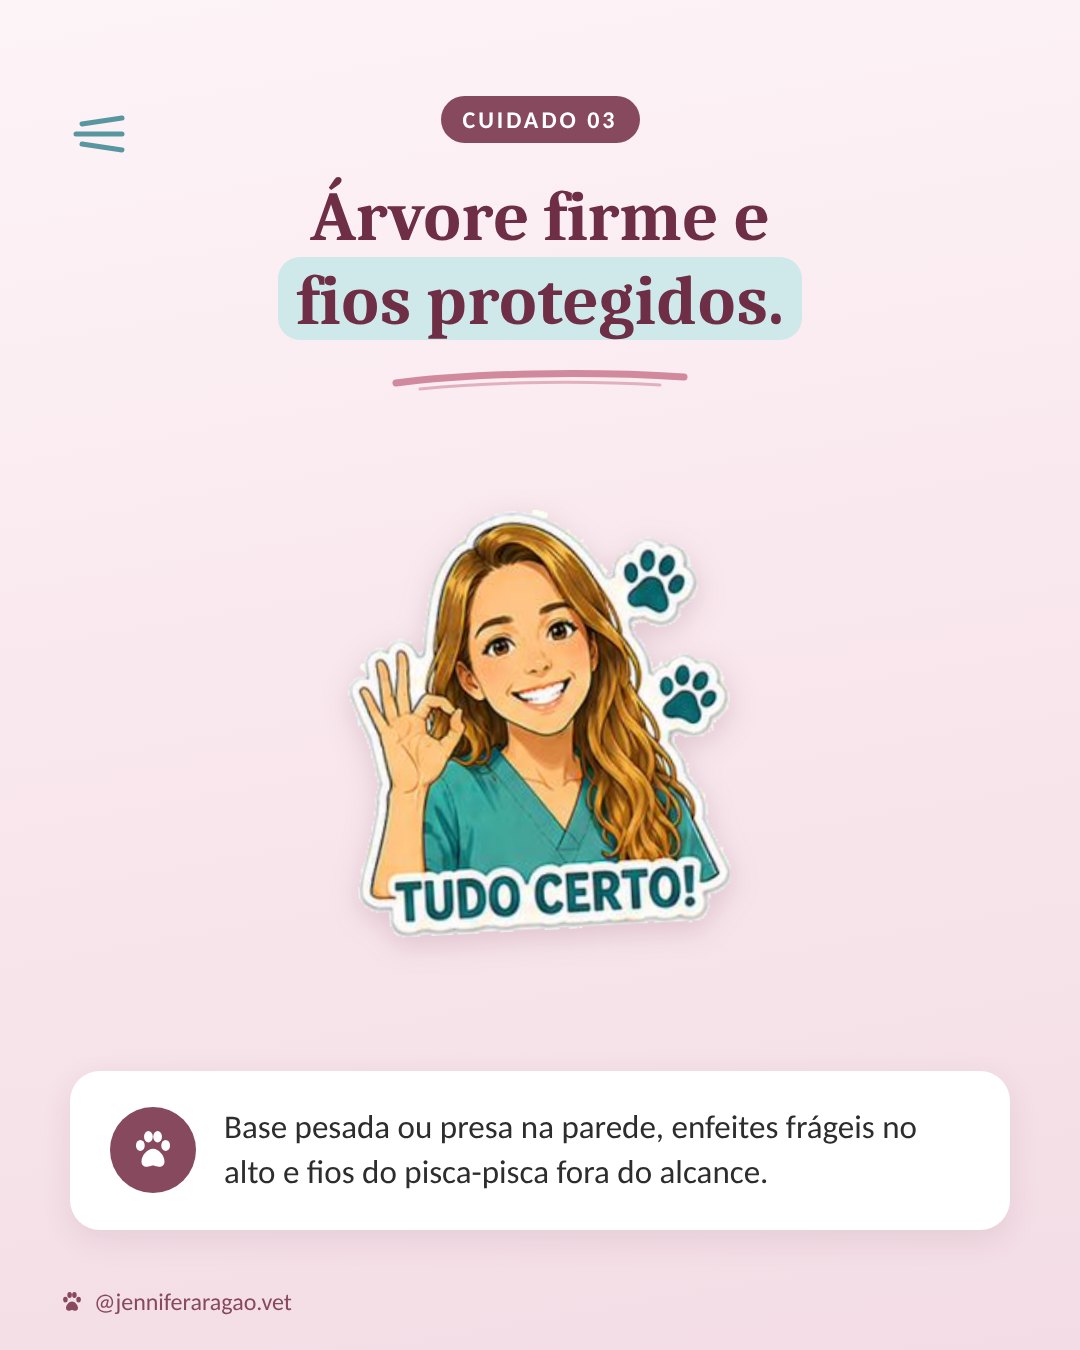 CUIDADO 03
Árvore firme e
fios protegidos.
TUDO CERTO!
Base pesada ou presa na parede, enfeites frágeis no
alto e fios do pisca-pisca fora do alcance.
@jenniferaragao.vet